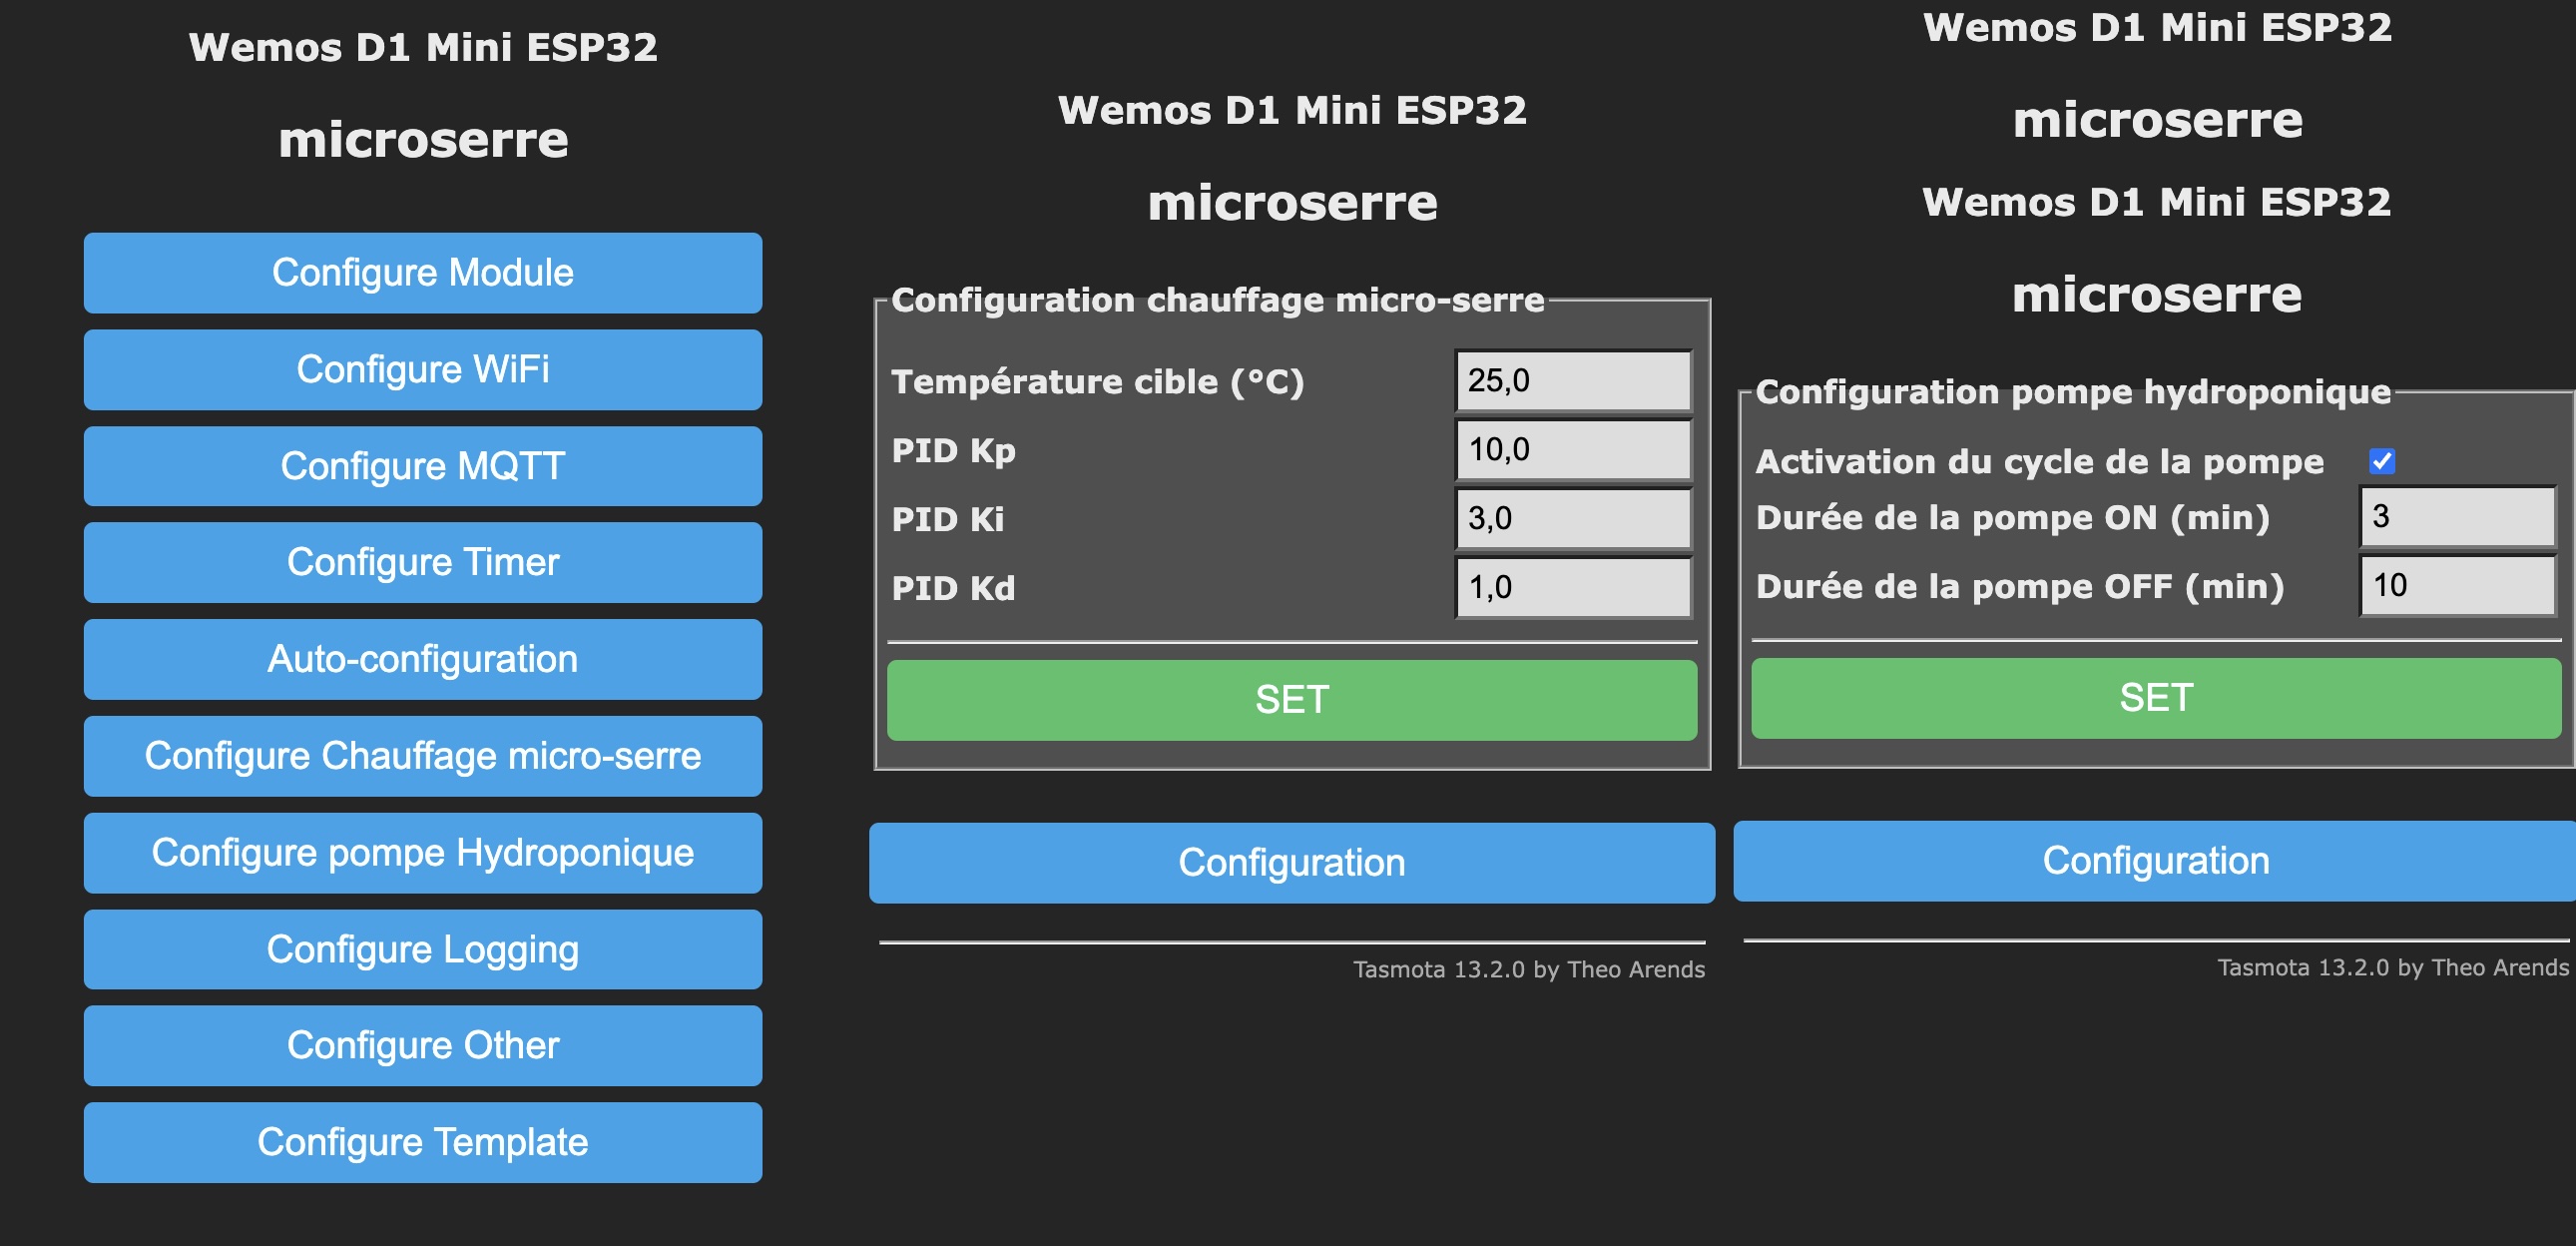 Wemos D1 Mini ESP32
microserre
Configure Module
Configure WiFi
Configure MQTT
Configure Timer
Auto-configuration
Configure Chauffage micro-serre
Configure pompe Hydroponique
Configure Logging
Configure Other
Configure Template
Wemos D1 Mini ESP32
microserre
Configuration chauffage micro-serre
Température cible (°C) 25,0
PID Kp 10,0
PID Ki 3,0
PID Kd 1,0
SET
Configuration
Tasmota 13.2.0 by Theo Arends
Wemos D1 Mini ESP32
microserre
Wemos D1 Mini ESP32
microserre
Configuration pompe hydroponique
Activation du cycle de la pompe
Durée de la pompe ON (min) 3
Durée de la pompe OFF (min) 10
SET
Configuration
Tasmota 13.2.0 by Theo Arends